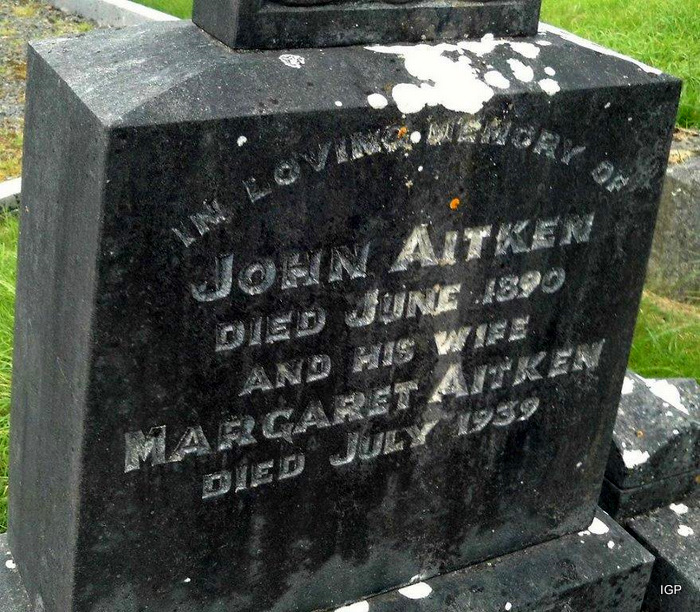 IN LOVING MEMORY OF
JOHN AITKEN
DIED JUNE 1890
AND HIS WIFE
MARGARET AITKEN
DIED JULY 1939
IGP